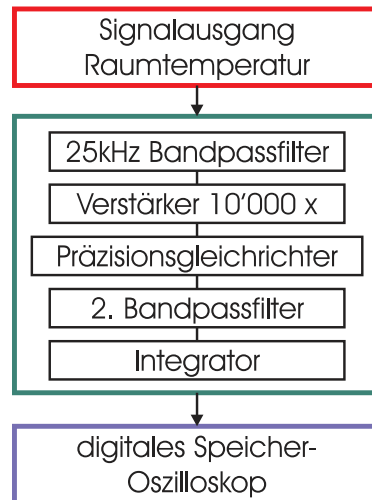 Signalausgang
Raumtemperatur
25kHz Bandpassfilter
Verstärker 10'000 x
Präzisionsgleichrichter
2. Bandpassfilter
Integrator
digitales Speicher-
Oszilloskop